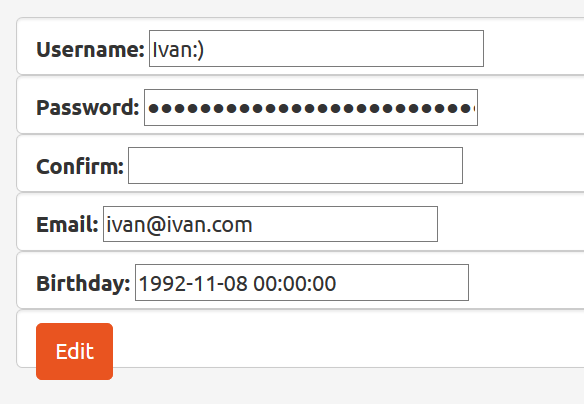 Username: Ivan:)
Password: ●●●●●●●●●●●●●●●●●●●●●●●●●●
Confirm:
Email: ivan@ivan.com
Birthday: 1992-11-08 00:00:00
Edit